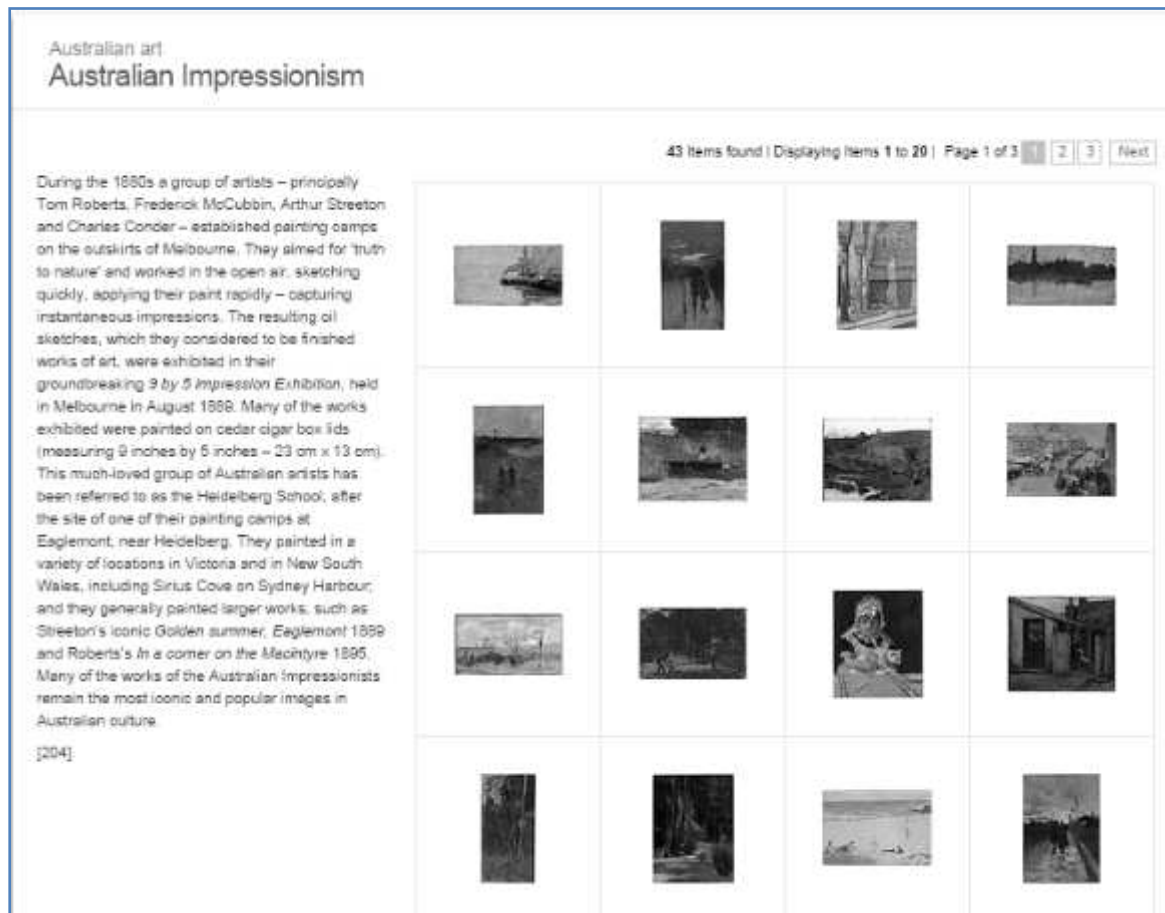 Australian art
Australian Impressionism
43 Items found | Displaying Items 1 to 20 | Page 1 of 3 1 2 3 Next
During the 1880s a group of artists – principally
Tom Roberts, Frederick McCubbin, Arthur Streeton
and Charles Conder – established painting camps
on the outskirts of Melbourne. They aimed for 'truth
to nature' and worked in the open air, sketching
quickly, applying their paint rapidly – capturing
instantaneous impressions. The resulting oil
sketches, which they considered to be finished
works of art, were exhibited in their
groundbreaking 9 by 5 Impression Exhibition, held
in Melbourne in August 1889. Many of the works
exhibited were painted on cedar cigar box lids
(measuring 9 inches by 5 inches – 23 cm x 13 cm).
This much-loved group of Australian artists has
been referred to as the Heidelberg School, after
the site of one of their painting camps at
Eaglemont, near Heidelberg. They painted in a
variety of locations in Victoria and in New South
Wales, including Sirius Cove on Sydney Harbour;
and they generally painted larger works, such as
Streeton's iconic Golden summer, Eaglemont 1889
and Roberts's In a corner on the Macintyre 1895.
Many of the works of the Australian Impressionists
remain the most iconic and popular images in
Australian culture.
[204]